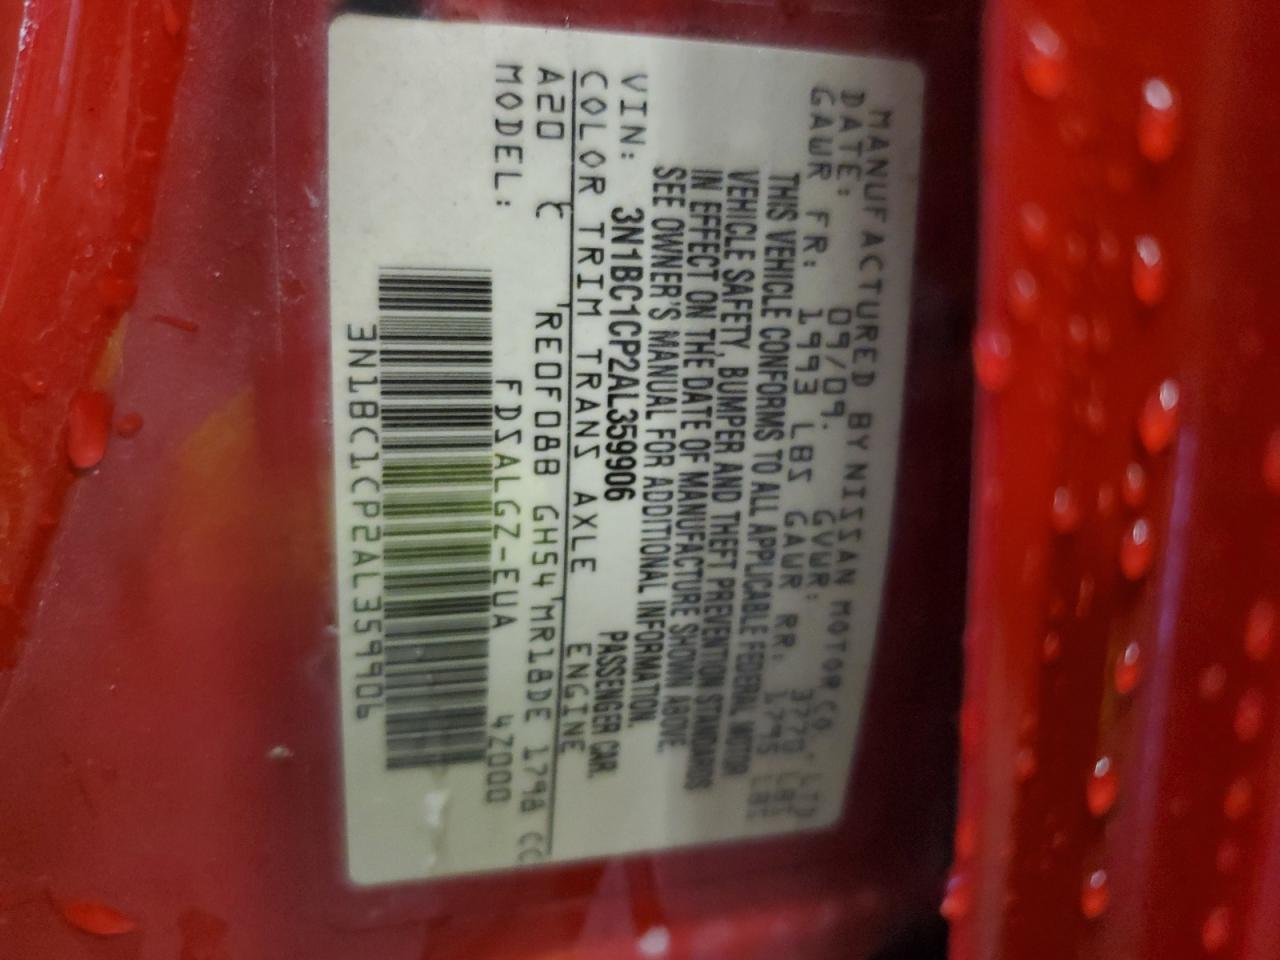 MANUFACTURED BY NISSAN MOTOR CO., LTD
DATE: 09/09. GVWR: 3770 LBS
GAWR FR: 1993 LBS GAWR RR: 1795 LBS
THIS VEHICLE CONFORMS TO ALL APPLICABLE FEDERAL MOTOR
VEHICLE SAFETY, BUMPER AND THEFT PREVENTION STANDARDS
IN EFFECT ON THE DATE OF MANUFACTURE SHOWN ABOVE.
SEE OWNER'S MANUAL FOR ADDITIONAL INFORMATION.
VIN: 3N1BC1CP2AL359906 PASSENGER CAR.
COLOR TRIM TRANS AXLE ENGINE
A20 C RE0F08B GH54 MR18DE 1798 CC
MODEL: FDSALGZ-EUA 4Z000
3N1BC1CP2AL359906